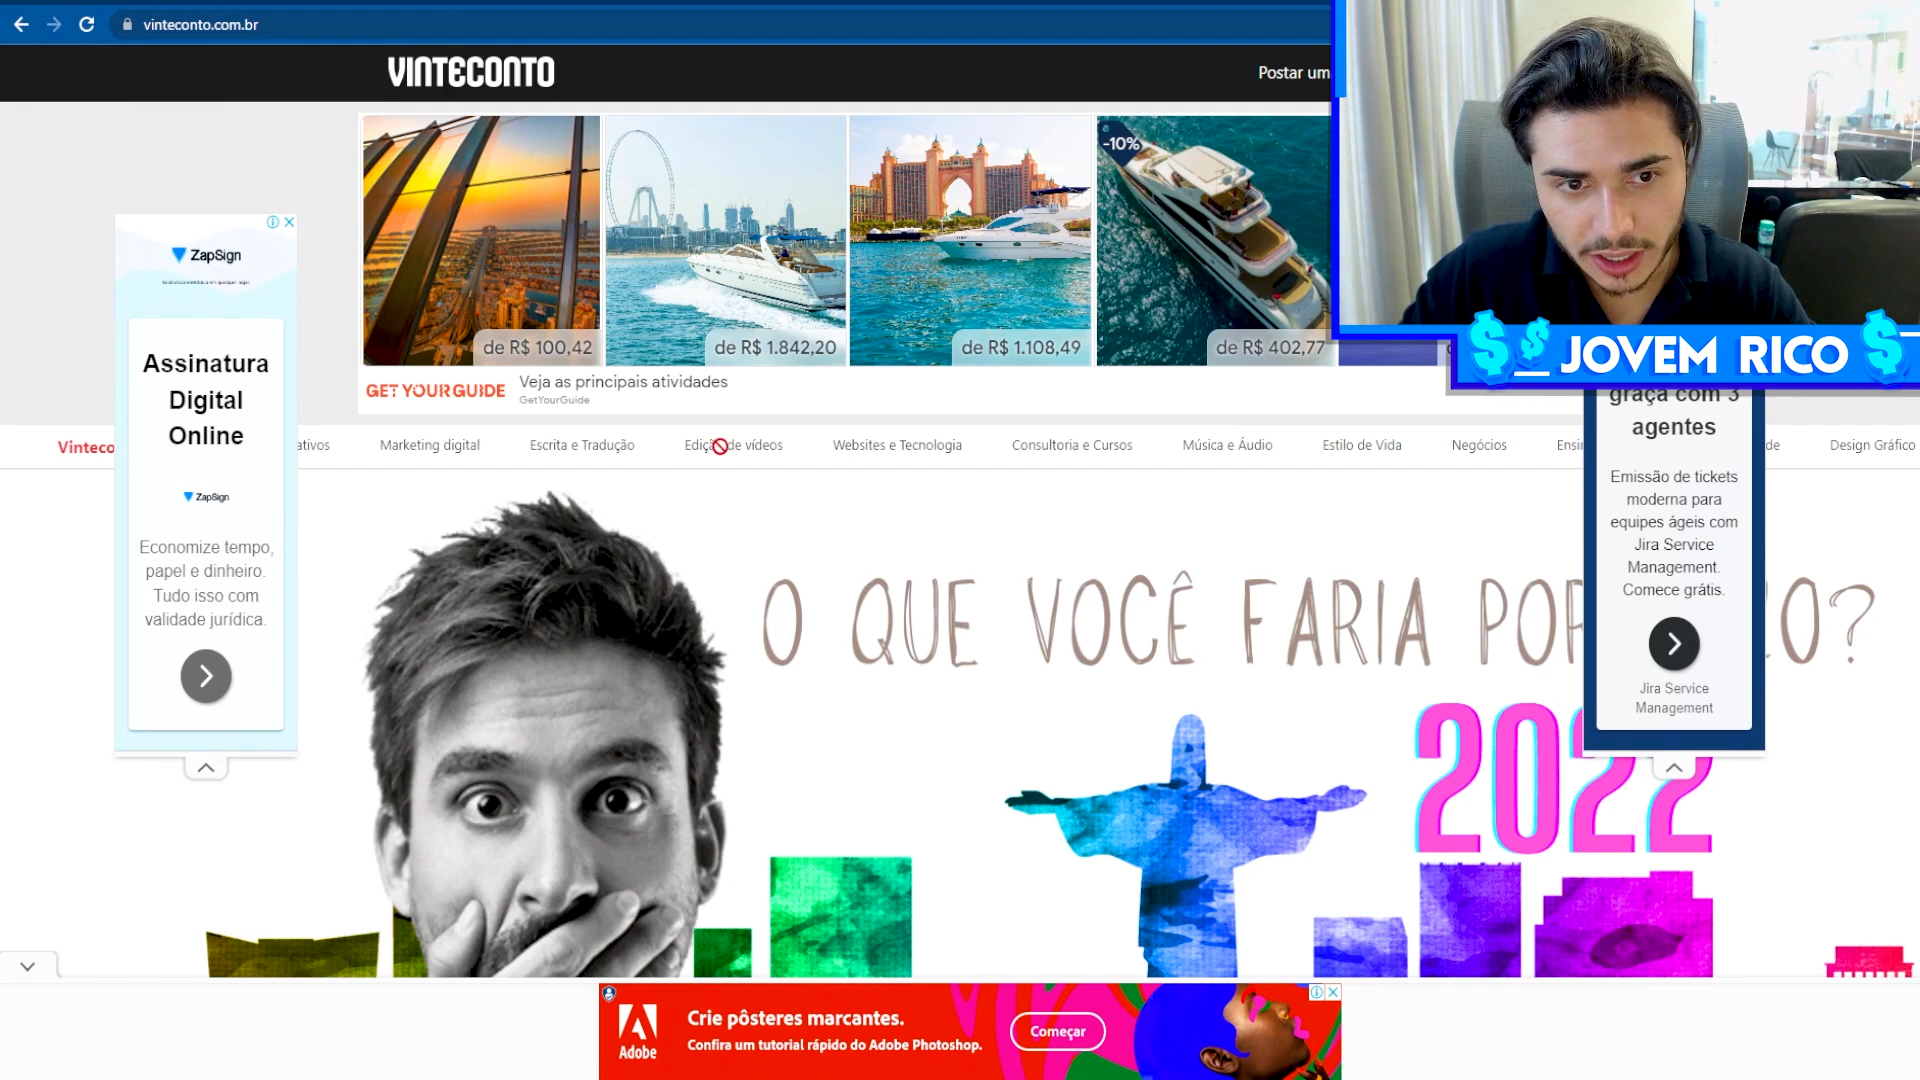 vinteconto.com.br
VINTECONTO
Postar um
-10%
de R$ 100,42
de R$ 1.842,20
de R$ 1.108,49
de R$ 402,77
GET YOUR GUIDE
Veja as principais atividades
GetYourGuide
$ $ JOVEM RICO $
Vinteco
ativos
Marketing digital
Escrita e Tradução
Edição de vídeos
Websites e Tecnologia
Consultoria e Cursos
Música e Áudio
Estilo de Vida
Negócios
Ensi
de
Design Gráfico
ZapSign
Assinatura eletrônica em qualquer lugar
Assinatura
Digital
Online
ZapSign
Economize tempo,
papel e dinheiro.
Tudo isso com
validade jurídica.
graça com 3
agentes
Emissão de tickets
moderna para
equipes ágeis com
Jira Service
Management.
Comece grátis.
Jira Service
Management
O QUE VOCÊ FARIA POR O?
2022
Adobe
Crie pôsteres marcantes.
Confira um tutorial rápido do Adobe Photoshop.
Começar